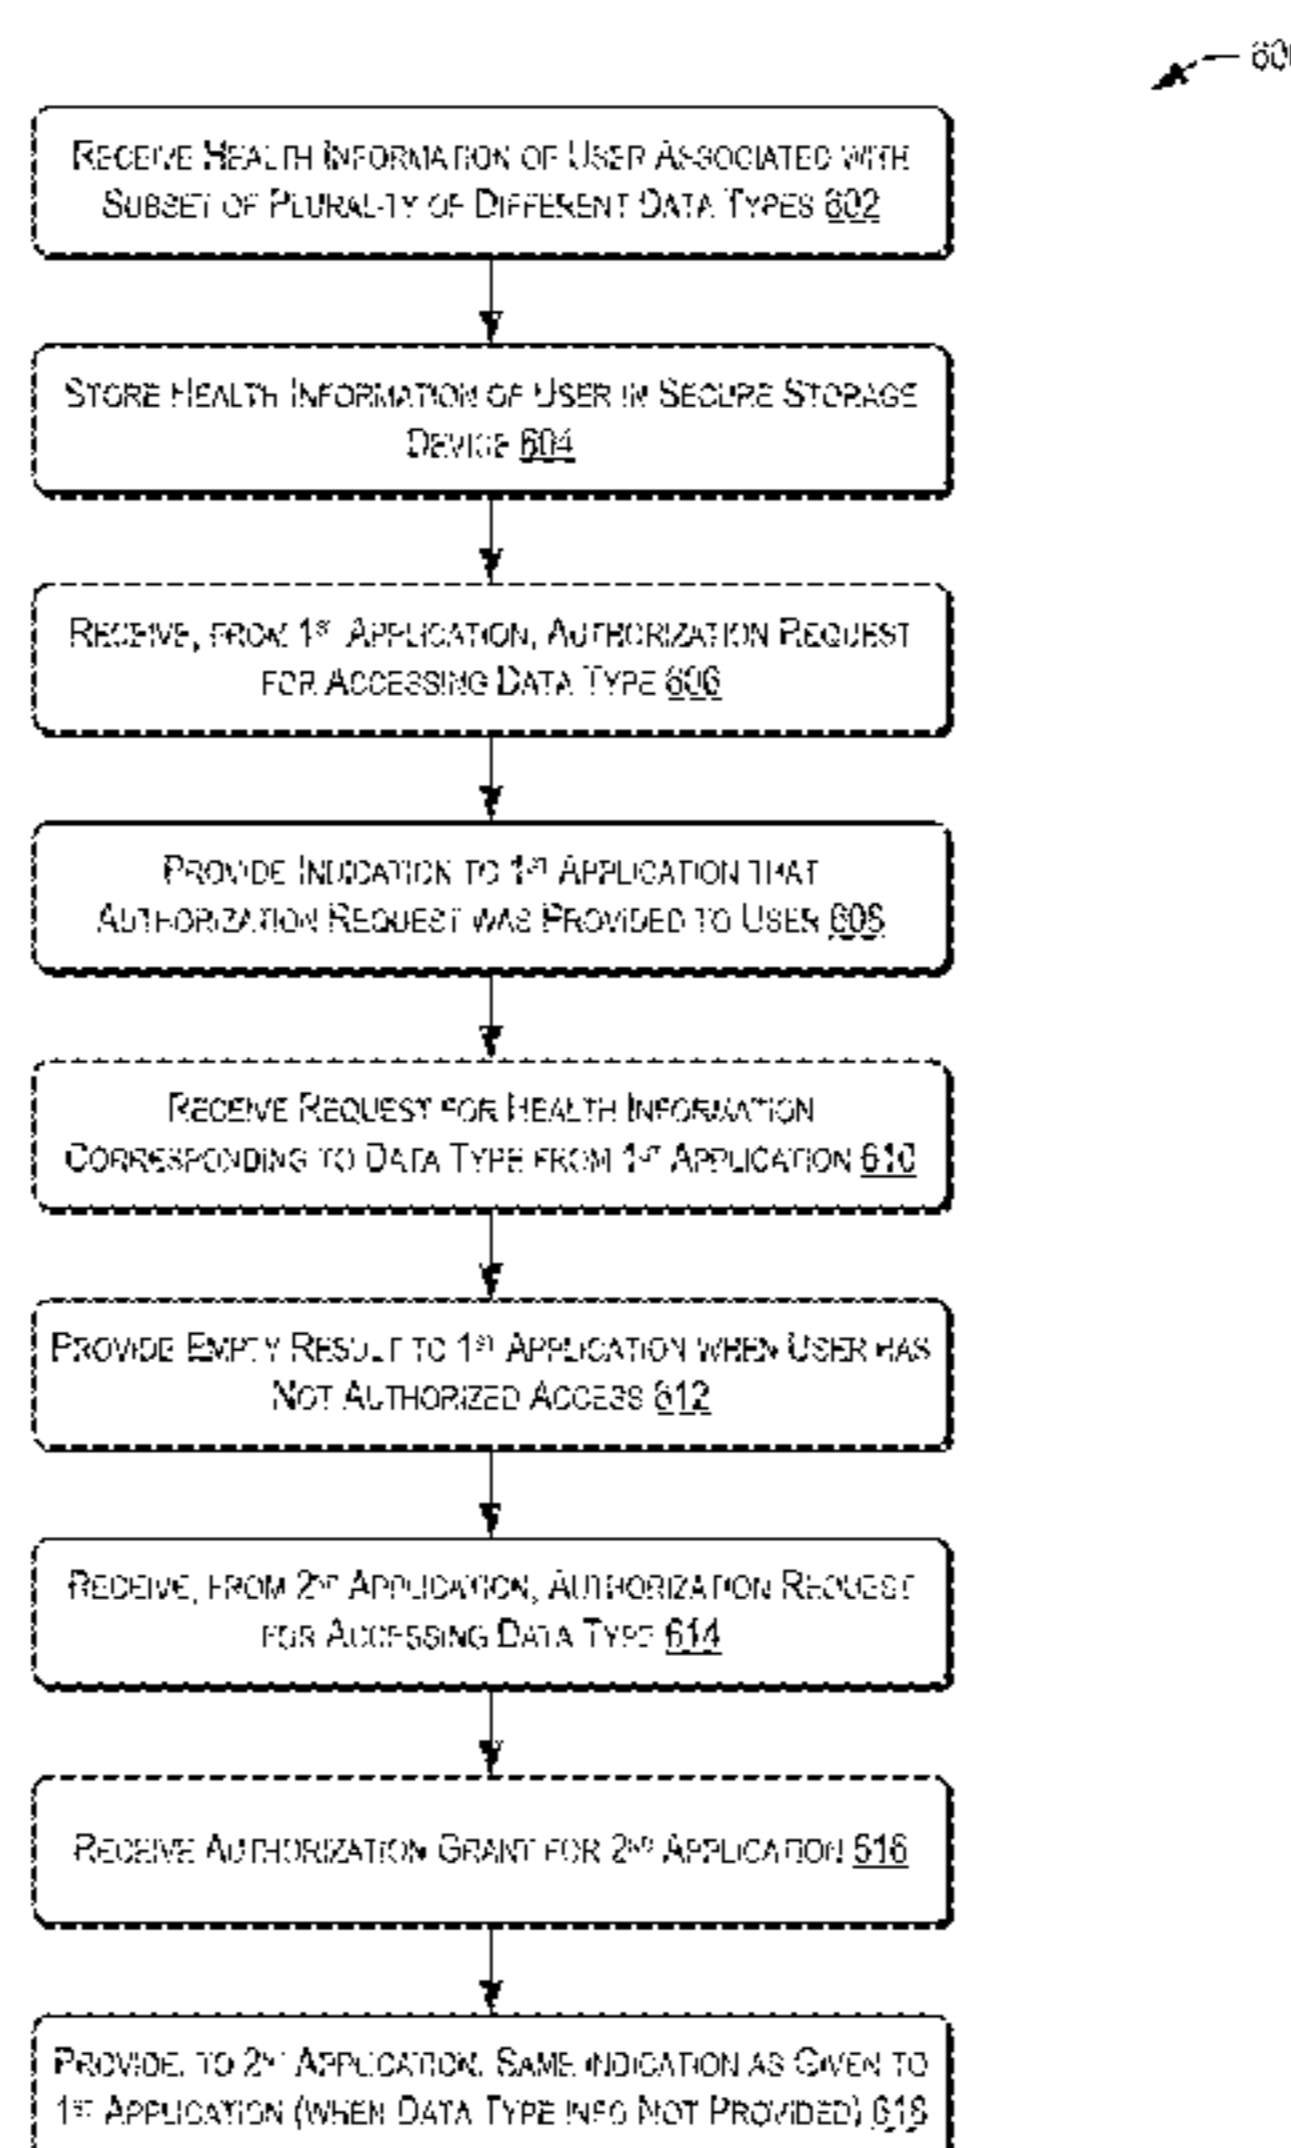 600
RECEIVE HEALTH INFORMATION OF USER ASSOCIATED WITH
SUBSET OF PLURALITY OF DIFFERENT DATA TYPES 602
STORE HEALTH INFORMATION OF USER IN SECURE STORAGE
DEVICE 604
RECEIVE, FROM 1ST APPLICATION, AUTHORIZATION REQUEST
FOR ACCESSING DATA TYPE 606
PROVIDE INDICATION TO 1ST APPLICATION THAT
AUTHORIZATION REQUEST WAS PROVIDED TO USER 608
RECEIVE REQUEST FOR HEALTH INFORMATION
CORRESPONDING TO DATA TYPE FROM 1ST APPLICATION 610
PROVIDE EMPTY RESULT TO 1ST APPLICATION WHEN USER HAS
NOT AUTHORIZED ACCESS 612
RECEIVE, FROM 2ND APPLICATION, AUTHORIZATION REQUEST
FOR ACCESSING DATA TYPE 614
RECEIVE AUTHORIZATION GRANT FOR 2ND APPLICATION 616
PROVIDE, TO 2ND APPLICATION, SAME INDICATION AS GIVEN TO
1ST APPLICATION (WHEN DATA TYPE INFO NOT PROVIDED) 618